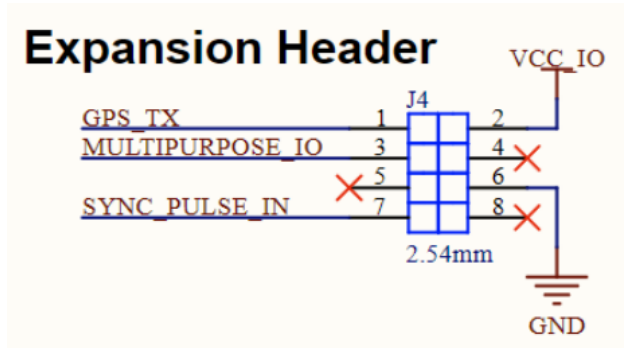 Expansion Header
VCC_IO
J4
GPS_TX 1 2
MULTIPURPOSE_IO 3 4
5 6
SYNC_PULSE_IN 7 8
2.54mm
GND